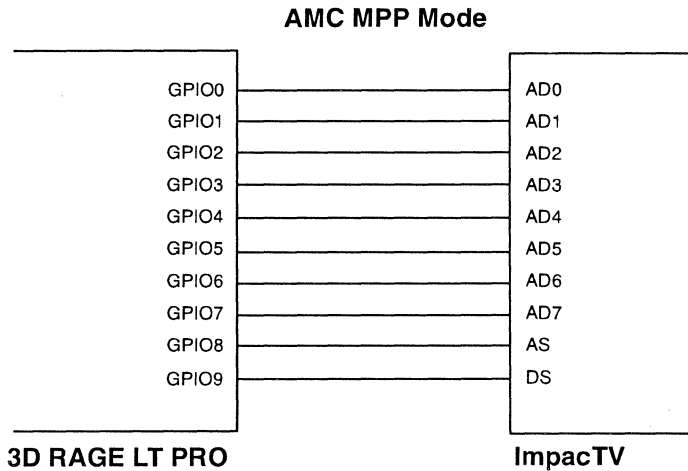 AMC MPP Mode
GPIO0 AD0
GPIO1 AD1
GPIO2 AD2
GPIO3 AD3
GPIO4 AD4
GPIO5 AD5
GPIO6 AD6
GPIO7 AD7
GPIO8 AS
GPIO9 DS
3D RAGE LT PRO ImpacTV